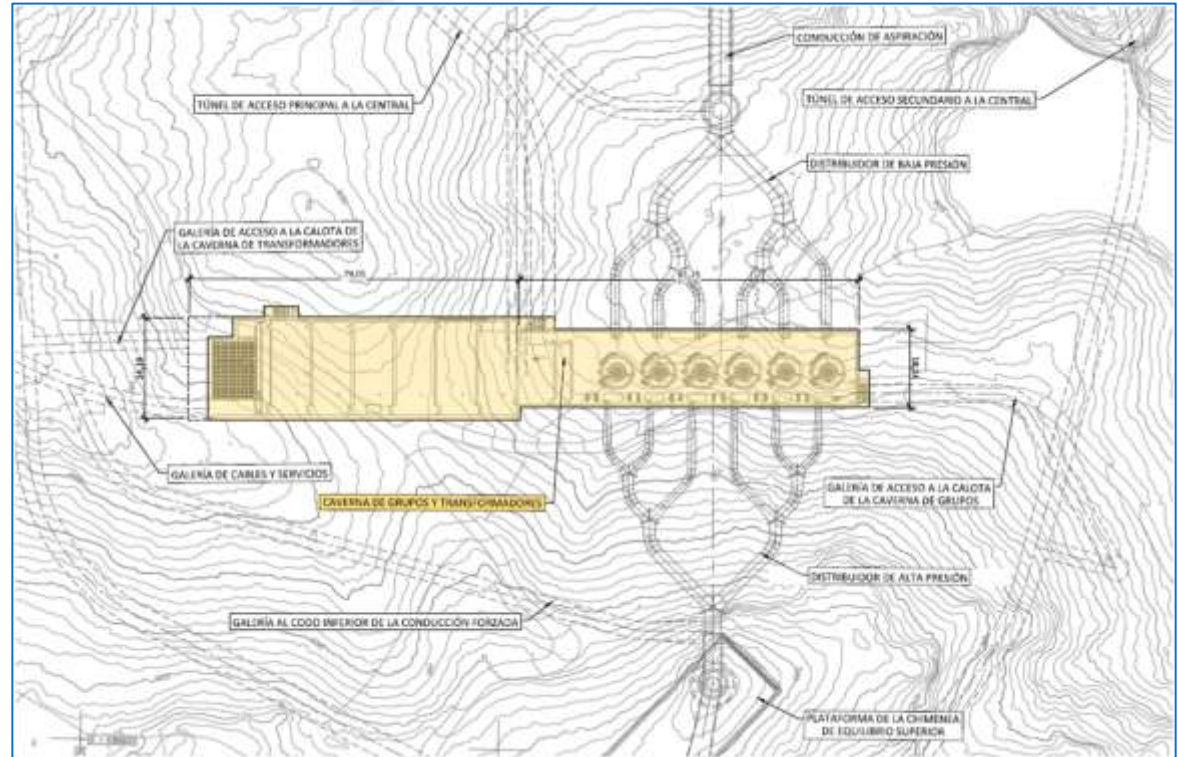 CONDUCCIÓN DE ASPIRACIÓN
TÚNEL DE ACCESO PRINCIPAL A LA CENTRAL
TÚNEL DE ACCESO SECUNDARIO A LA CENTRAL
DISTRIBUIDOR DE BAJA PRESIÓN
GALERÍA DE ACCESO A LA CALOTA DE
LA CAVERNA DE TRANSFORMADORES
GALERÍA DE CABLES Y SERVICIOS
CAVERNA DE GRUPOS Y TRANSFORMADORES
GALERÍA DE ACCESO A LA CALOTA
DE LA CAVERNA DE GRUPOS
DISTRIBUIDOR DE ALTA PRESIÓN
GALERÍA AL CODO INFERIOR DE LA CONDUCCIÓN FORZADA
PLATAFORMA DE LA CHIMENEA
DE EQUILIBRIO SUPERIOR